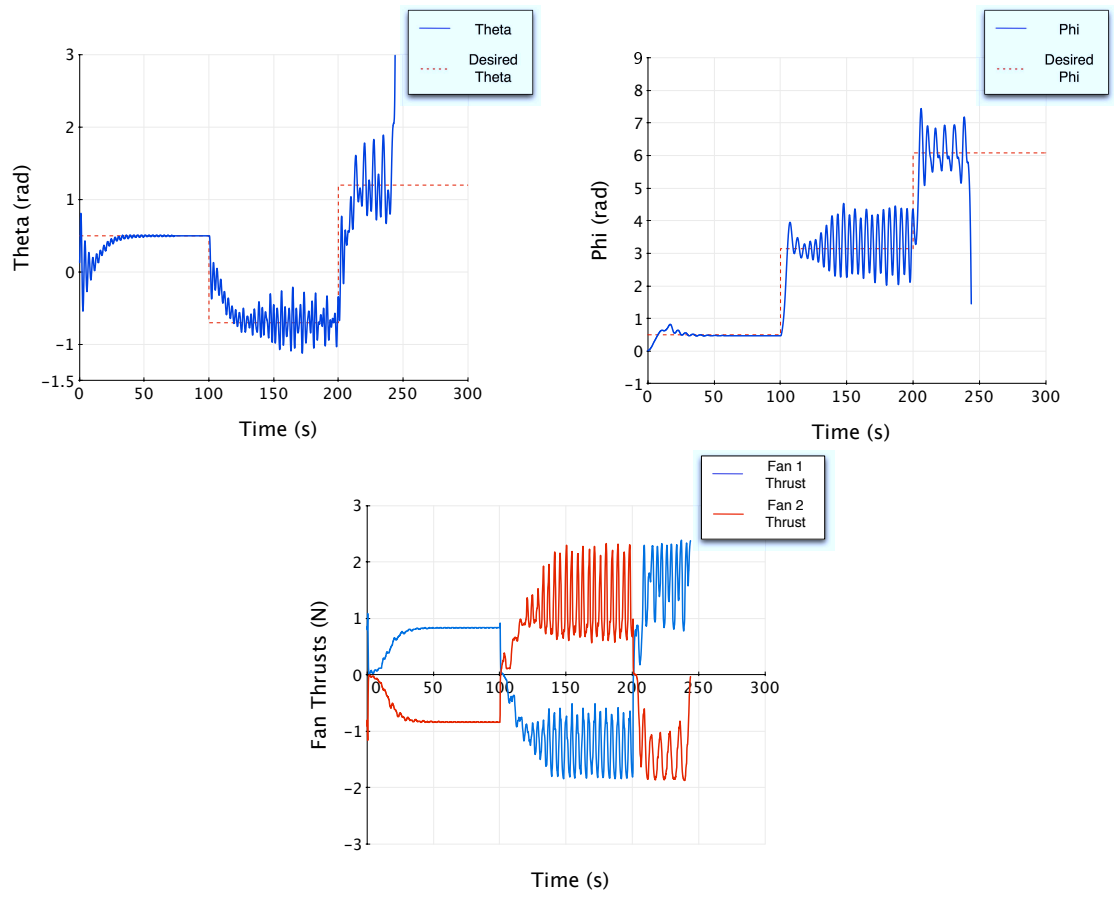 Theta
Desired
Theta
3
2
1
0
−1
−1.5
0
50
100
150
200
250
300
Theta (rad)
Time (s)
Phi
Desired
Phi
9
8
7
6
5
4
3
2
1
0
−1
0
50
100
150
200
250
300
Phi (rad)
Time (s)
Fan 1
Thrust
Fan 2
Thrust
3
2
1
0
−1
−2
−3
0
50
100
150
200
250
300
Fan Thrusts (N)
Time (s)